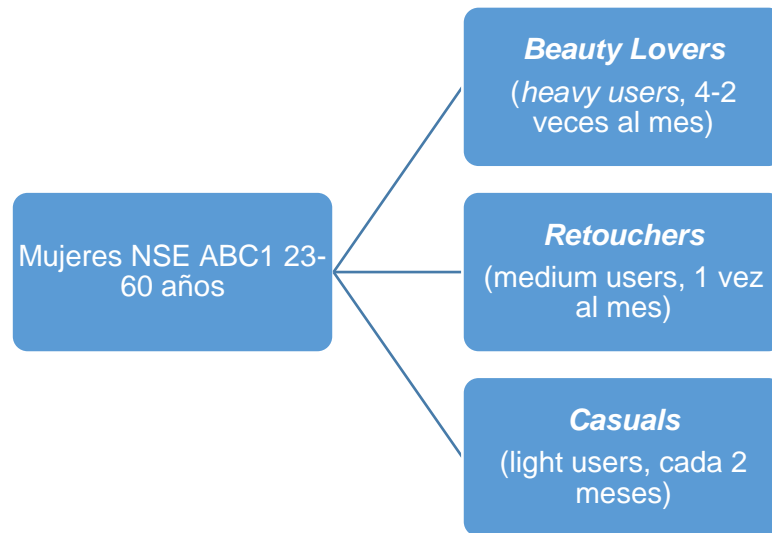 Beauty Lovers
(heavy users, 4-2
veces al mes)
Mujeres NSE ABC1 23-
60 años
Retouchers
(medium users, 1 vez
al mes)
Casuals
(light users, cada 2
meses)